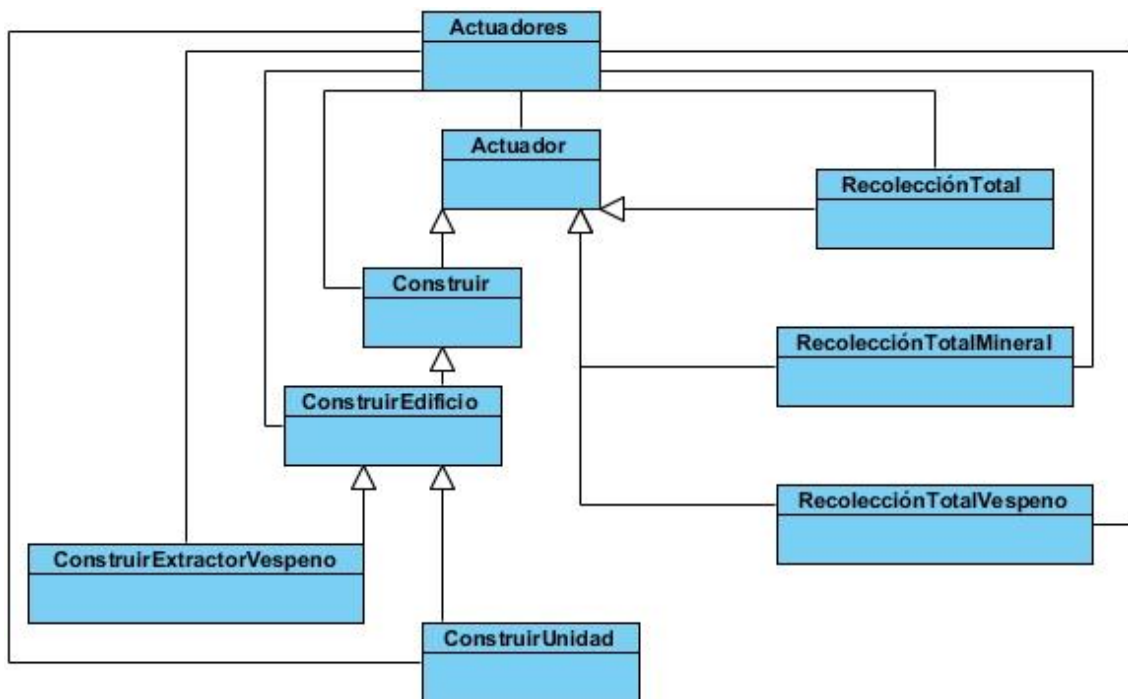 Actuadores
Actuador
RecolecciónTotal
Construir
RecolecciónTotalMineral
ConstruirEdificio
RecolecciónTotalVespeno
ConstruirExtractorVespeno
ConstruirUnidad